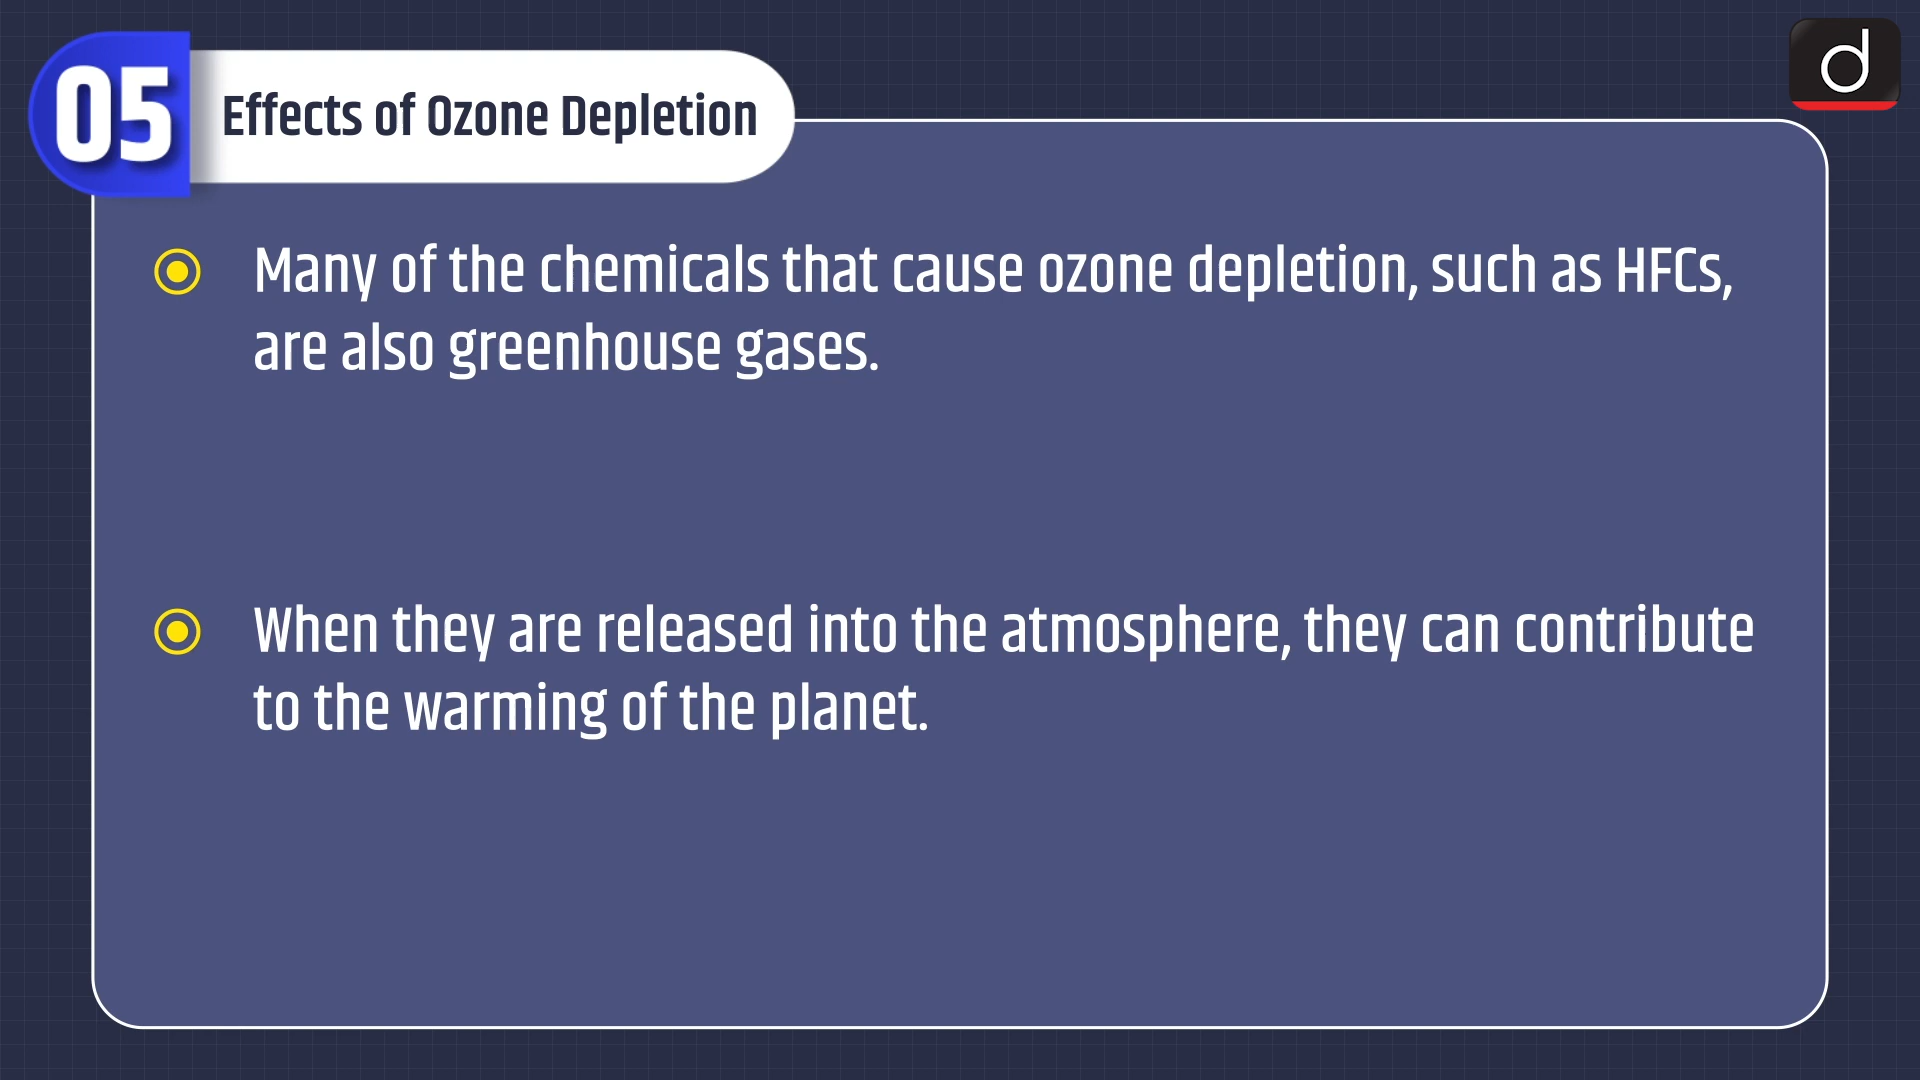 05
Effects of Ozone Depletion
d
Many of the chemicals that cause ozone depletion, such as HFCs,
are also greenhouse gases.
When they are released into the atmosphere, they can contribute
to the warming of the planet.